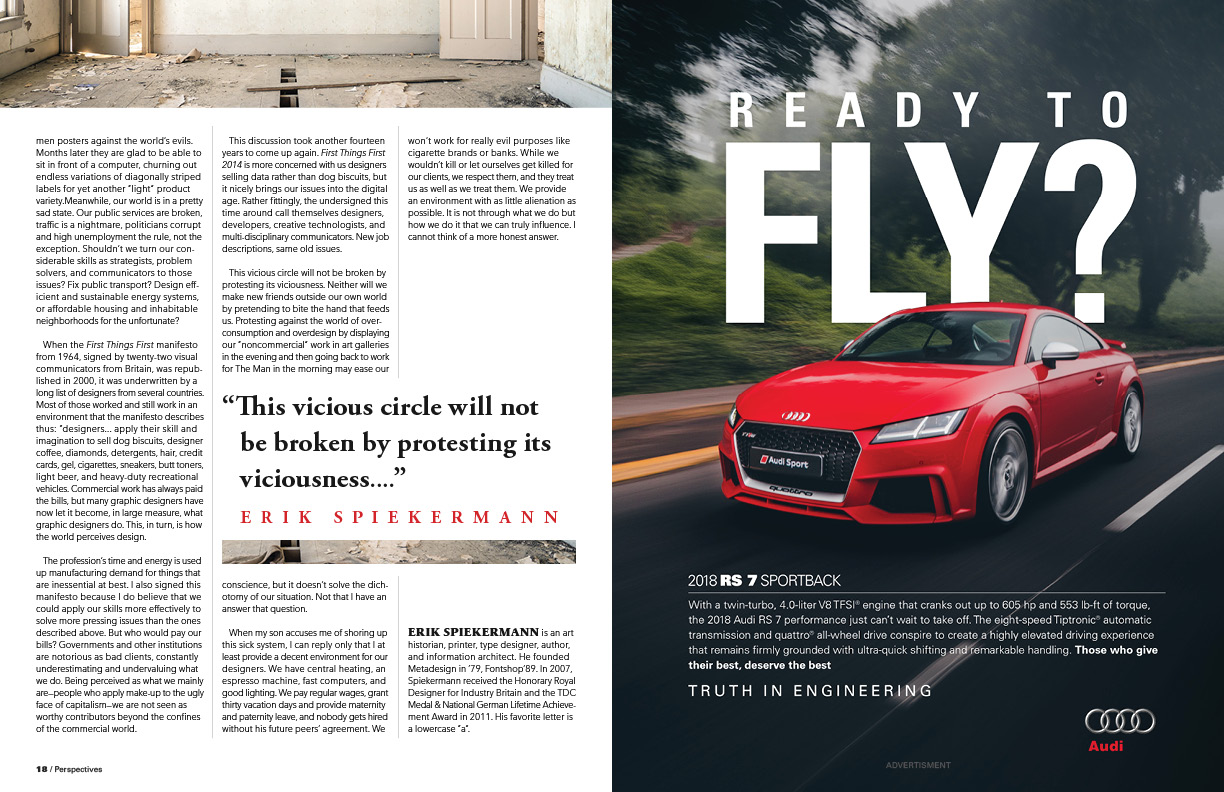 men posters against the world's evils.
Months later they are glad to be able to
sit in front of a computer, churning out
endless variations of diagonally striped
labels for yet another "light" product
variety.Meanwhile, our world is in a pretty
sad state. Our public services are broken,
traffic is a nightmare, politicians corrupt
and high unemployment the rule, not the
exception. Shouldn't we turn our con-
siderable skills as strategists, problem
solvers, and communicators to those
issues? Fix public transport? Design eff-
icient and sustainable energy systems,
or affordable housing and inhabitable
neighborhoods for the unfortunate?
When the First Things First manifesto
from 1964, signed by twenty-two visual
communicators from Britain, was repub-
lished in 2000, it was underwritten by a
long list of designers from several countries.
Most of those worked and still work in an
environment that the manifesto describes
thus: "designers... apply their skill and
imagination to sell dog biscuits, designer
coffee, diamonds, detergents, hair, credit
cards, gel, cigarettes, sneakers, butt toners,
light beer, and heavy-duty recreational
vehicles. Commercial work has always paid
the bills, but many graphic designers have
now let it become, in large measure, what
graphic designers do. This, in turn, is how
the world perceives design.
The profession's time and energy is used
up manufacturing demand for things that
are inessential at best. I also signed this
manifesto because I do believe that we
could apply our skills more effectively to
solve more pressing issues than the ones
described above. But who would pay our
bills? Governments and other institutions
are notorious as bad clients, constantly
underestimating and undervaluing what
we do. Being perceived as what we mainly
are–people who apply make-up to the ugly
face of capitalism–we are not seen as
worthy contributors beyond the confines
of the commercial world.
This discussion took another fourteen
years to come up again. First Things First
2014 is more concerned with us designers
selling data rather than dog biscuits, but
it nicely brings our issues into the digital
age. Rather fittingly, the undersigned this
time around call themselves designers,
developers, creative technologists, and
multi-disciplinary communicators. New job
descriptions, same old issues.
This vicious circle will not be broken by
protesting its viciousness. Neither will we
make new friends outside our own world
by pretending to bite the hand that feeds
us. Protesting against the world of over-
consumption and overdesign by displaying
our "noncommercial" work in art galleries
in the evening and then going back to work
for The Man in the morning may ease our
“This vicious circle will not
be broken by protesting its
viciousness....”
ERIK SPIEKERMANN
conscience, but it doesn't solve the dich-
otomy of our situation. Not that I have an
answer that question.
When my son accuses me of shoring up
this sick system, I can reply only that I at
least provide a decent environment for our
designers. We have central heating, an
espresso machine, fast computers, and
good lighting. We pay regular wages, grant
thirty vacation days and provide maternity
and paternity leave, and nobody gets hired
without his future peers' agreement. We
won't work for really evil purposes like
cigarette brands or banks. While we
wouldn't kill or let ourselves get killed for
our clients, we respect them, and they treat
us as well as we treat them. We provide
an environment with as little alienation as
possible. It is not through what we do but
how we do it that we can truly influence. I
cannot think of a more honest answer.
ERIK SPIEKERMANN is an art
historian, printer, type designer, author,
and information architect. He founded
Metadesign in '79, Fontshop'89. In 2007,
Spiekermann received the Honorary Royal
Designer for Industry Britain and the TDC
Medal & National German Lifetime Achieve-
ment Award in 2011. His favorite letter is
a lowercase "a".
18 / Perspectives
READY TO
FLY?
Audi Sport
quattro
2018 RS 7 SPORTBACK
With a twin-turbo, 4.0-liter V8 TFSI® engine that cranks out up to 605 hp and 553 lb-ft of torque,
the 2018 Audi RS 7 performance just can't wait to take off. The eight-speed Tiptronic® automatic
transmission and quattro® all-wheel drive conspire to create a highly elevated driving experience
that remains firmly grounded with ultra-quick shifting and remarkable handling. Those who give
their best, deserve the best
TRUTH IN ENGINEERING
Audi
ADVERTISMENT